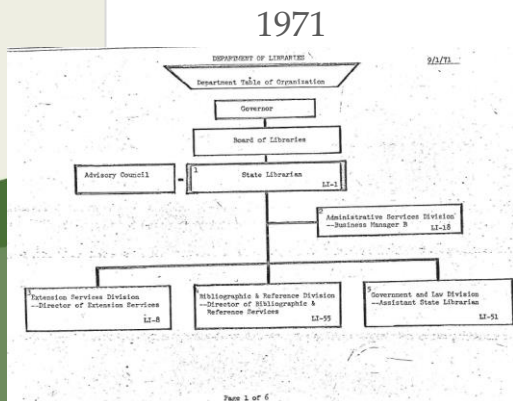 1971
DEPARTMENT OF LIBRARIES
9/1/71
Department Table of Organization
Governor
Board of Libraries
Advisory Council
1
State Librarian
LI-1
Administrative Services Division
--Business Manager B
LI-18
3
Extension Services Division
--Director of Extension Services
LI-8
Bibliographic & Reference Division
--Director of Bibliographic &
Reference Services
LI-55
5
Government and Law Division
--Assistant State Librarian
LI-51
Page 1 of 6